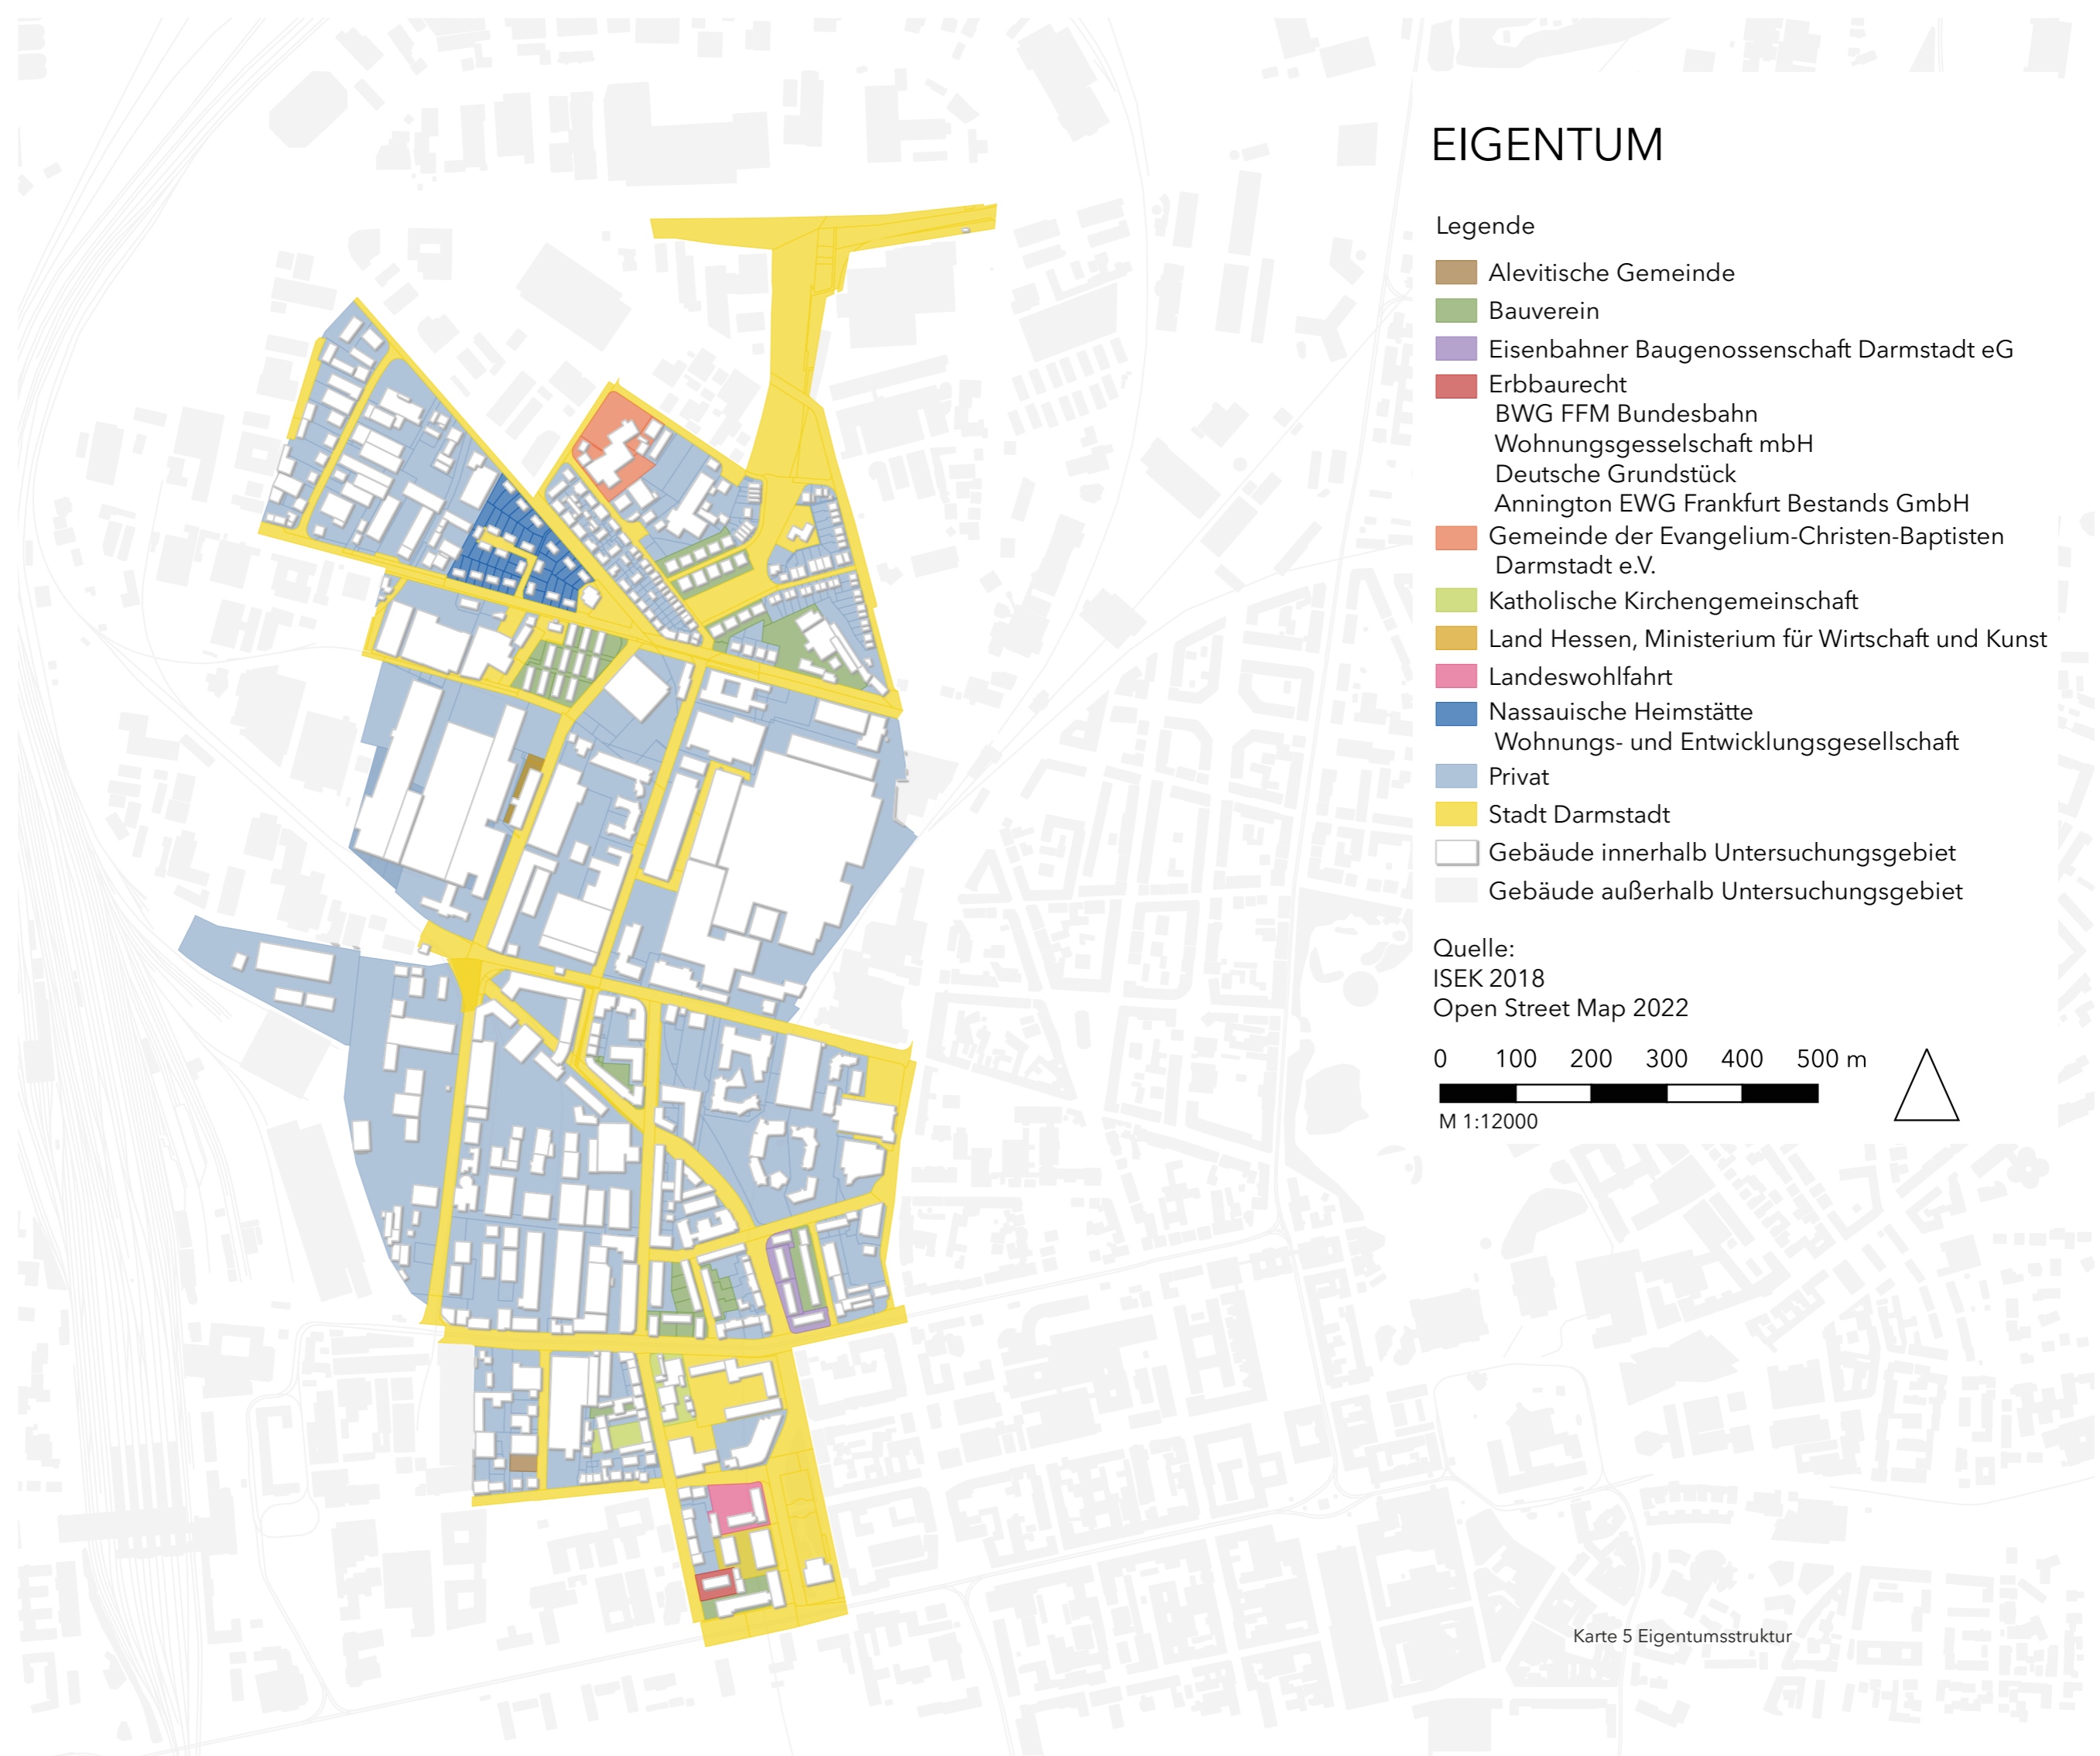 EIGENTUM
Legende
Alevitische Gemeinde
Bauverein
Eisenbahner Baugenossenschaft Darmstadt eG
Erbbaurecht
BWG FFM Bundesbahn
Wohnungsgesselschaft mbH
Deutsche Grundstück
Annington EWG Frankfurt Bestands GmbH
Gemeinde der Evangelium-Christen-Baptisten
Darmstadt e.V.
Katholische Kirchengemeinschaft
Land Hessen, Ministerium für Wirtschaft und Kunst
Landeswohlfahrt
Nassauische Heimstätte
Wohnungs- und Entwicklungsgesellschaft
Privat
Stadt Darmstadt
Gebäude innerhalb Untersuchungsgebiet
Gebäude außerhalb Untersuchungsgebiet
Quelle:
ISEK 2018
Open Street Map 2022
0 100 200 300 400 500 m
M 1:12000
Karte 5 Eigentumsstruktur